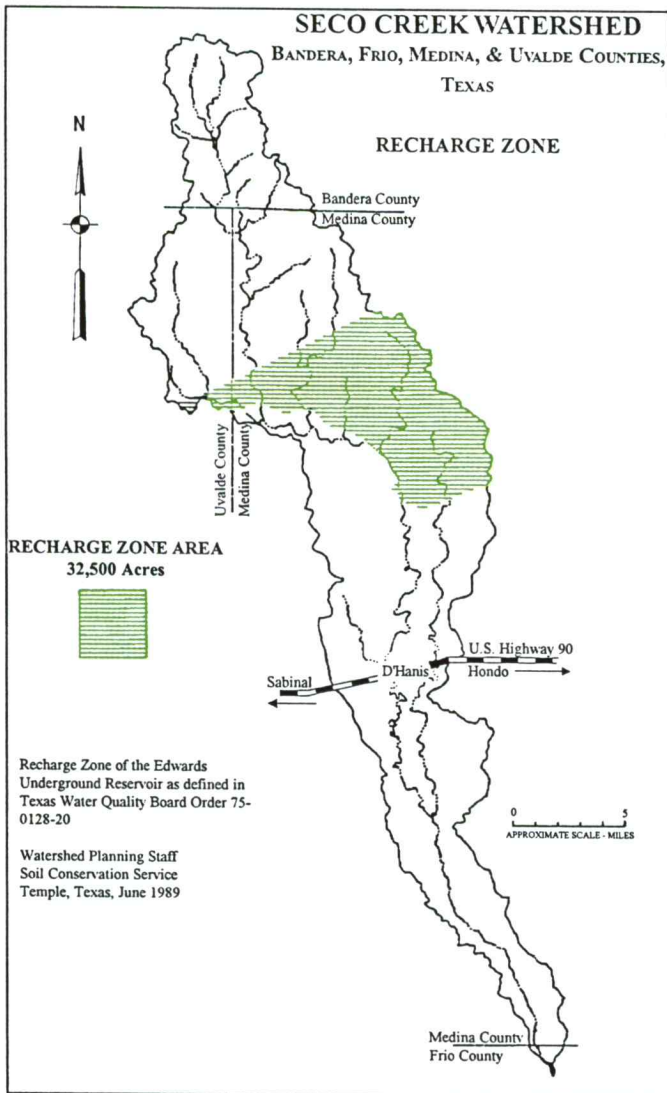 SECO CREEK WATERSHED
BANDERA, FRIO, MEDINA, & UVALDE COUNTIES,
TEXAS
RECHARGE ZONE
N
Bandera County
Medina County
Uvalde County
Medina County
RECHARGE ZONE AREA
32,500 Acres
U.S. Highway 90
D'Hanis
Hondo
Sabinal
Recharge Zone of the Edwards
Underground Reservoir as defined in
Texas Water Quality Board Order 75-
0128-20
0 5
APPROXIMATE SCALE - MILES
Watershed Planning Staff
Soil Conservation Service
Temple, Texas, June 1989
Medina County
Frio County